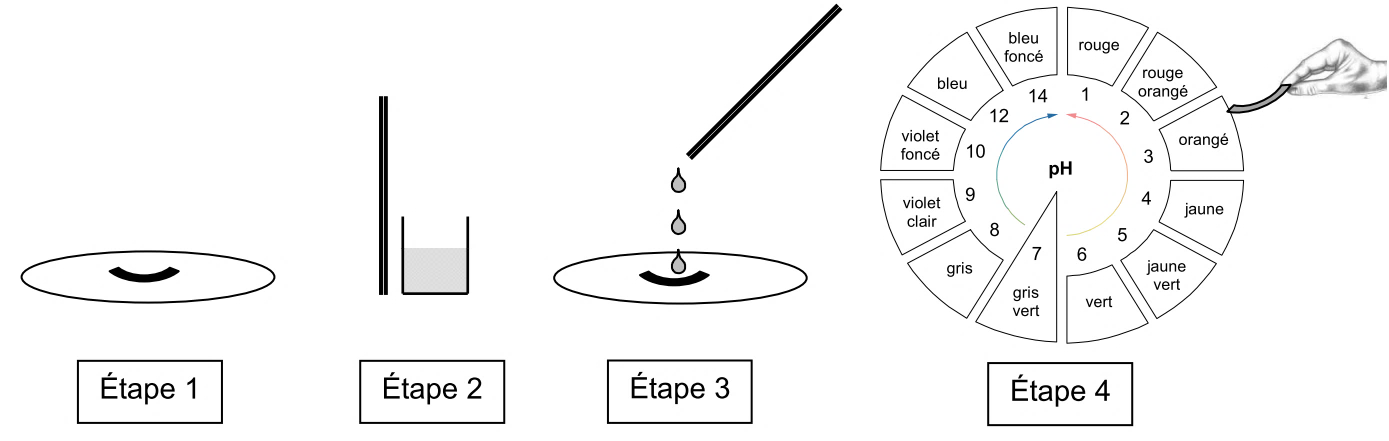 bleu
foncé
rouge
rouge
orangé
orangé
jaune
jaune
vert
vert
gris
vert
gris
violet
clair
violet
foncé
bleu
14
1
2
3
4
5
6
7
8
9
10
12
pH
Étape 1
Étape 2
Étape 3
Étape 4